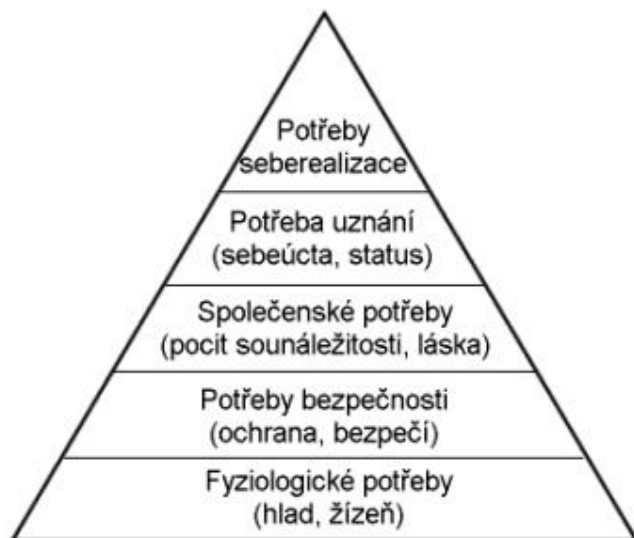 Potřeby
seberealizace
Potřeba uznání
(sebeúcta, status)
Společenské potřeby
(pocit sounáležitosti, láska)
Potřeby bezpečnosti
(ochrana, bezpečí)
Fyziologické potřeby
(hlad, žízeň)